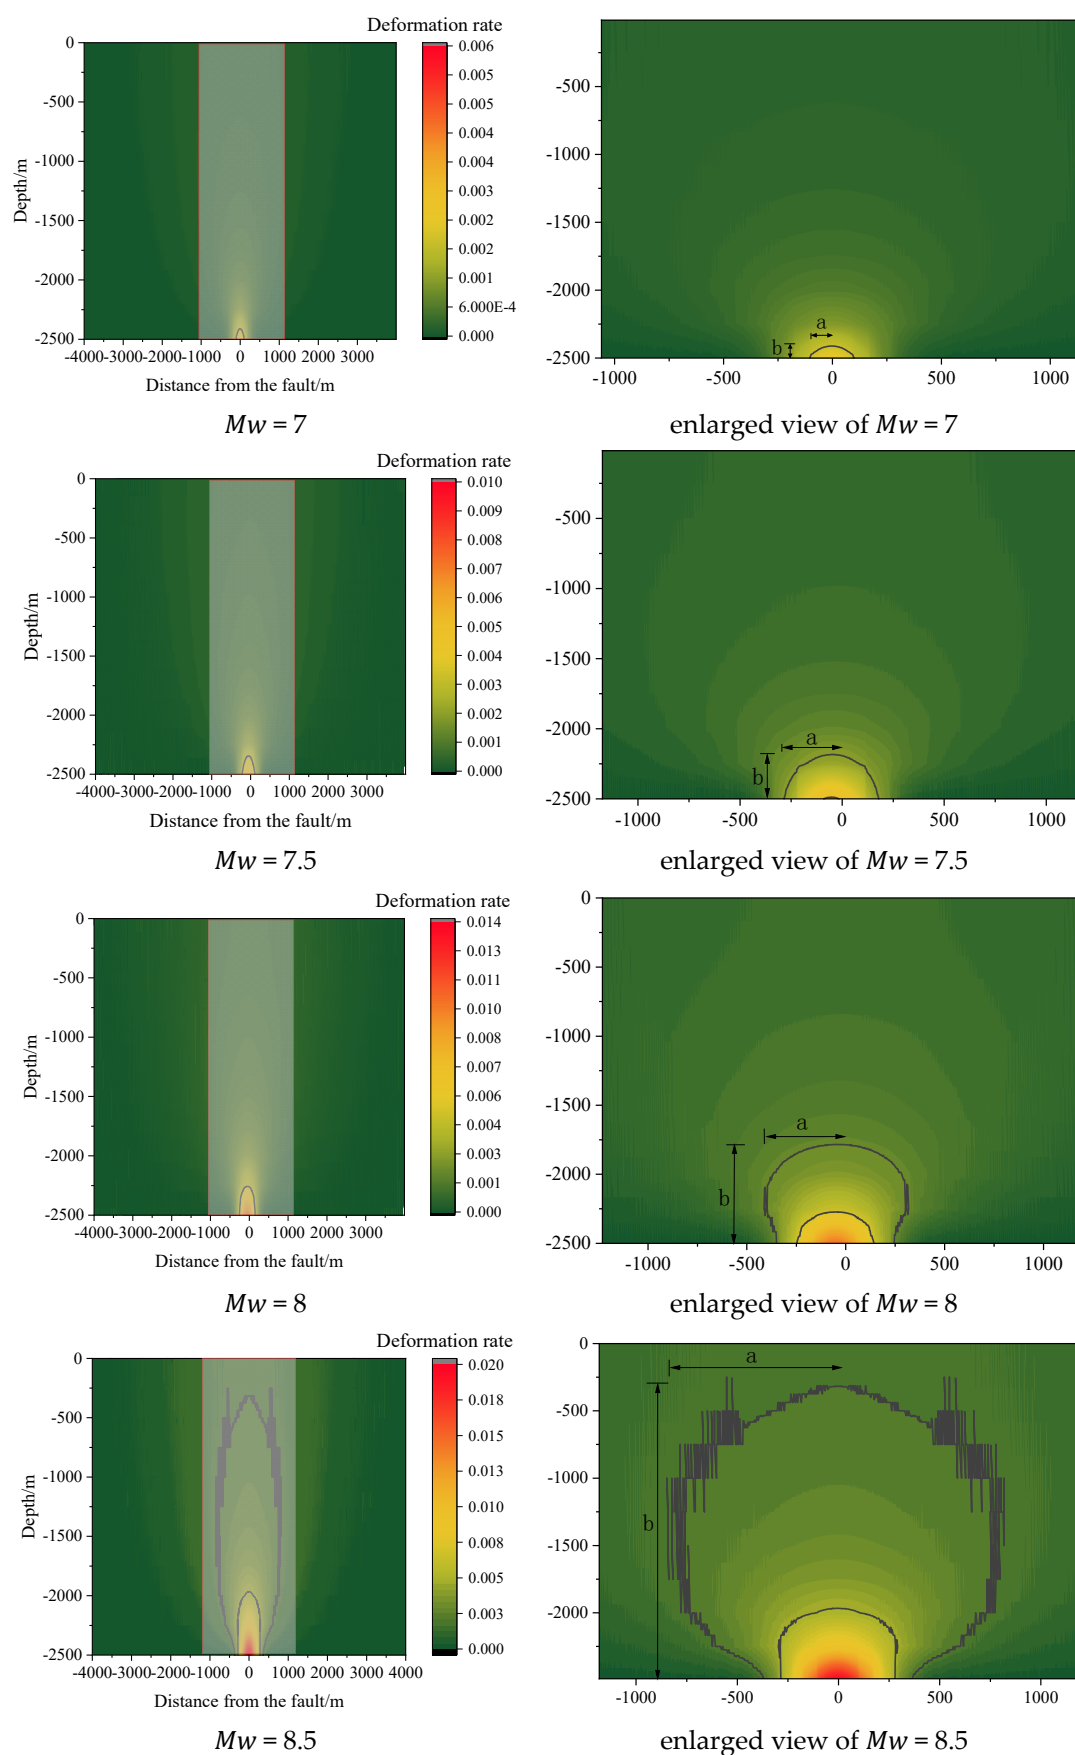 Deformation rate
0
-500
-1000
-1500
-2000
-2500
Depth/m
-4000 -3000 -2000 -1000 0 1000 2000 3000
Distance from the fault/m
0.006
0.005
0.004
0.004
0.003
0.002
0.002
0.001
6.000E-4
0.000
Mw = 7
-500
-1000
-1500
-2000
-2500
a
b
-1000 -500 0 500 1000
enlarged view of Mw = 7
Deformation rate
0
-500
-1000
-1500
-2000
-2500
Depth/m
-4000 -3000 -2000 -1000 0 1000 2000 3000
Distance from the fault/m
0.010
0.008
0.007
0.006
0.005
0.004
0.003
0.002
0.001
0.000
Mw = 7.5
-500
-1000
-1500
-2000
-2500
a
b
-1000 -500 0 500 1000
enlarged view of Mw = 7.5
Deformation rate
0
-500
-1000
-1500
-2000
-2500
Depth/m
-4000 -3000 -2000 -1000 0 1000 2000 3000
Distance from the fault/m
0.014
0.013
0.011
0.010
0.008
0.007
0.006
0.004
0.003
0.001
0.000
Mw = 8
0
-500
-1000
-1500
-2000
-2500
a
b
-1000 -500 0 500 1000
enlarged view of Mw = 8
Deformation rate
0
-500
-1000
-1500
-2000
-2500
Depth/m
-4000 -3000 -2000 -1000 0 1000 2000 3000 4000
Distance from the fault/m
0.020
0.018
0.015
0.013
0.010
0.008
0.005
0.003
0.000
Mw = 8.5
0
-500
-1000
-1500
-2000
a
b
-1000 -500 0 500 1000
enlarged view of Mw = 8.5